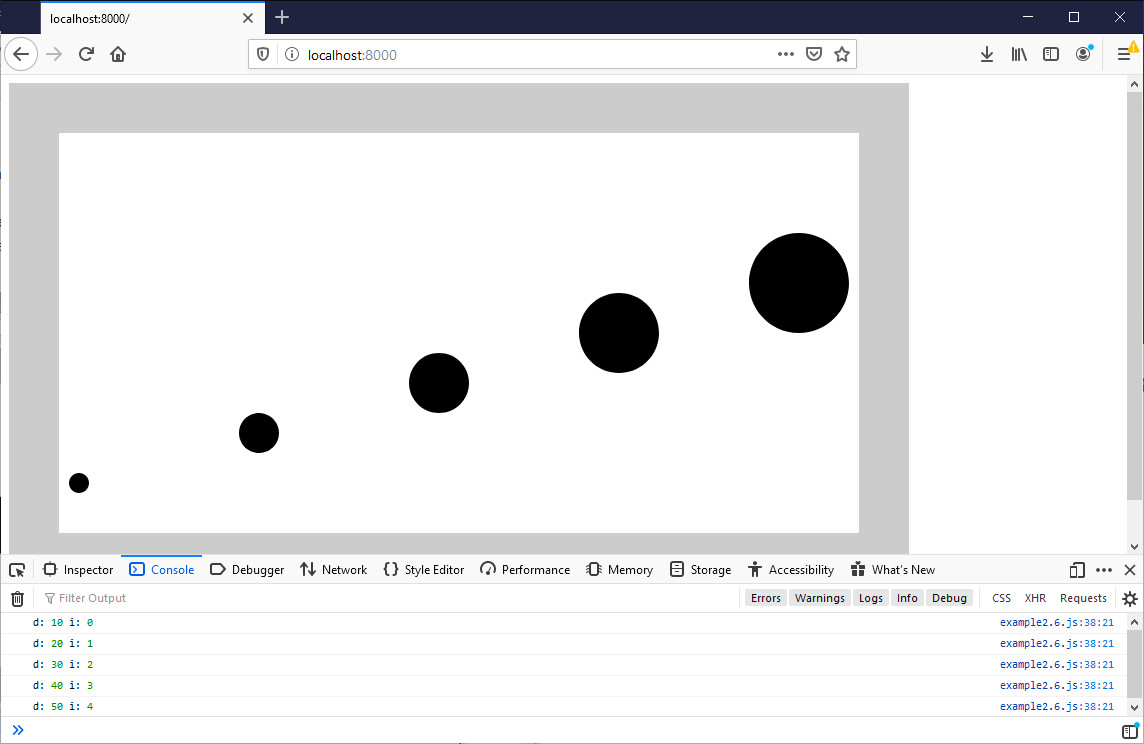 localhost:8000/
localhost:8000
Inspector Console Debugger Network Style Editor Performance Memory Storage Accessibility What's New
Filter Output Errors Warnings Logs Info Debug CSS XHR Requests
d: 10 i: 0 example2.6.js:38:21
d: 20 i: 1 example2.6.js:38:21
d: 30 i: 2 example2.6.js:38:21
d: 40 i: 3 example2.6.js:38:21
d: 50 i: 4 example2.6.js:38:21